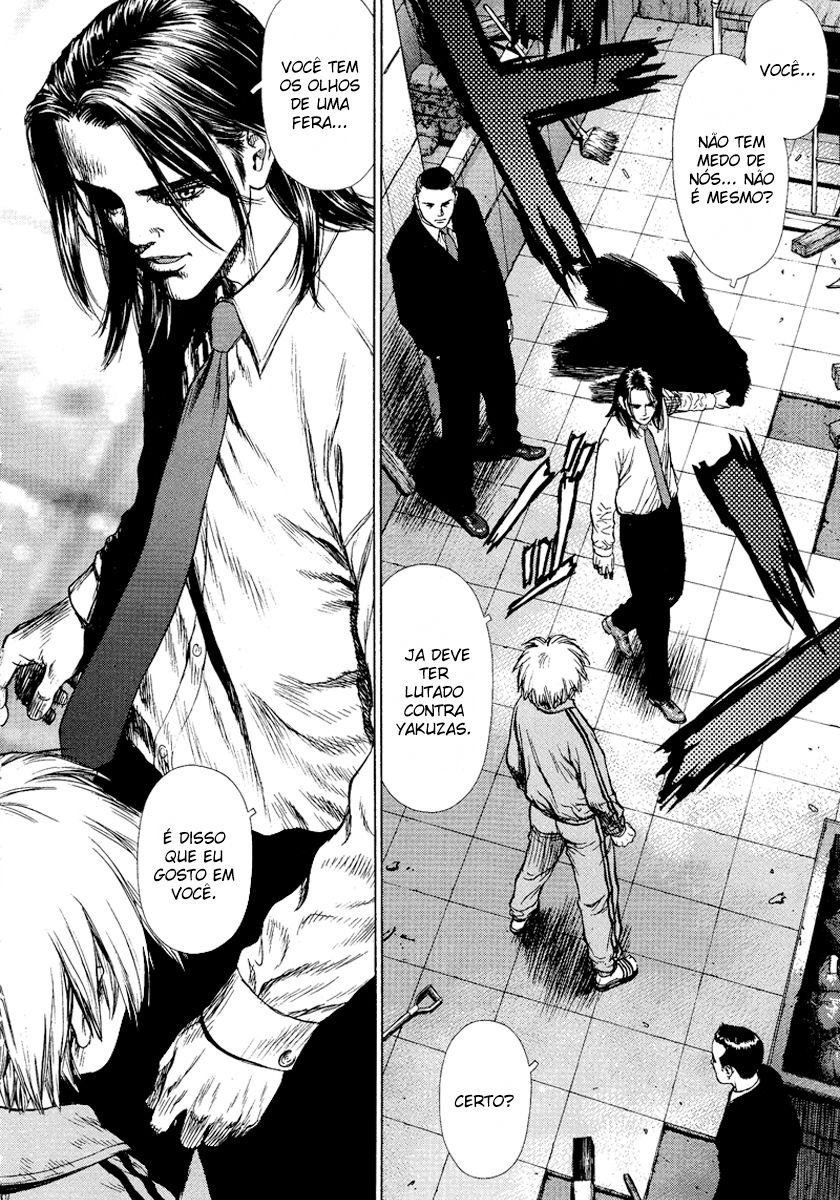 VOCÊ...
NÃO TEM
MEDO DE
NÓS... NÃO
É MESMO?
JA DEVE
TER
LUTADO
CONTRA
YAKUZAS.
CERTO?
VOCÊ TEM
OS OLHOS
DE UMA
FERA...
É DISSO
QUE EU
GOSTO EM
VOCÊ.